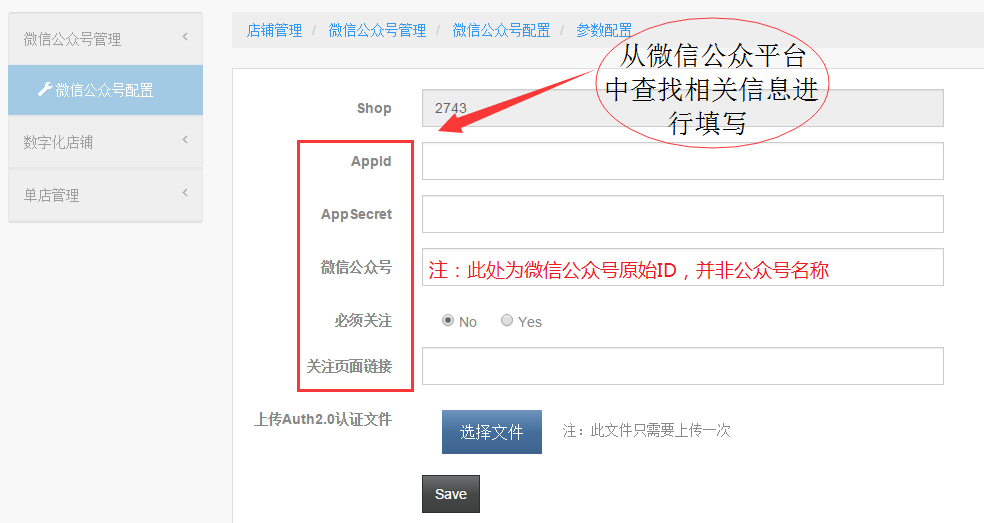 微信公众号管理
微信公众号配置
数字化店铺
单店管理
店铺管理 / 微信公众号管理 / 微信公众号配置 / 参数配置
从微信公众平台
中查找相关信息进
行填写
Shop 2743
AppId
AppSecret
微信公众号 注：此处为微信公众号原始ID，并非公众号名称
必须关注 No Yes
关注页面链接
上传Auth2.0认证文件 选择文件 注：此文件只需要上传一次
Save